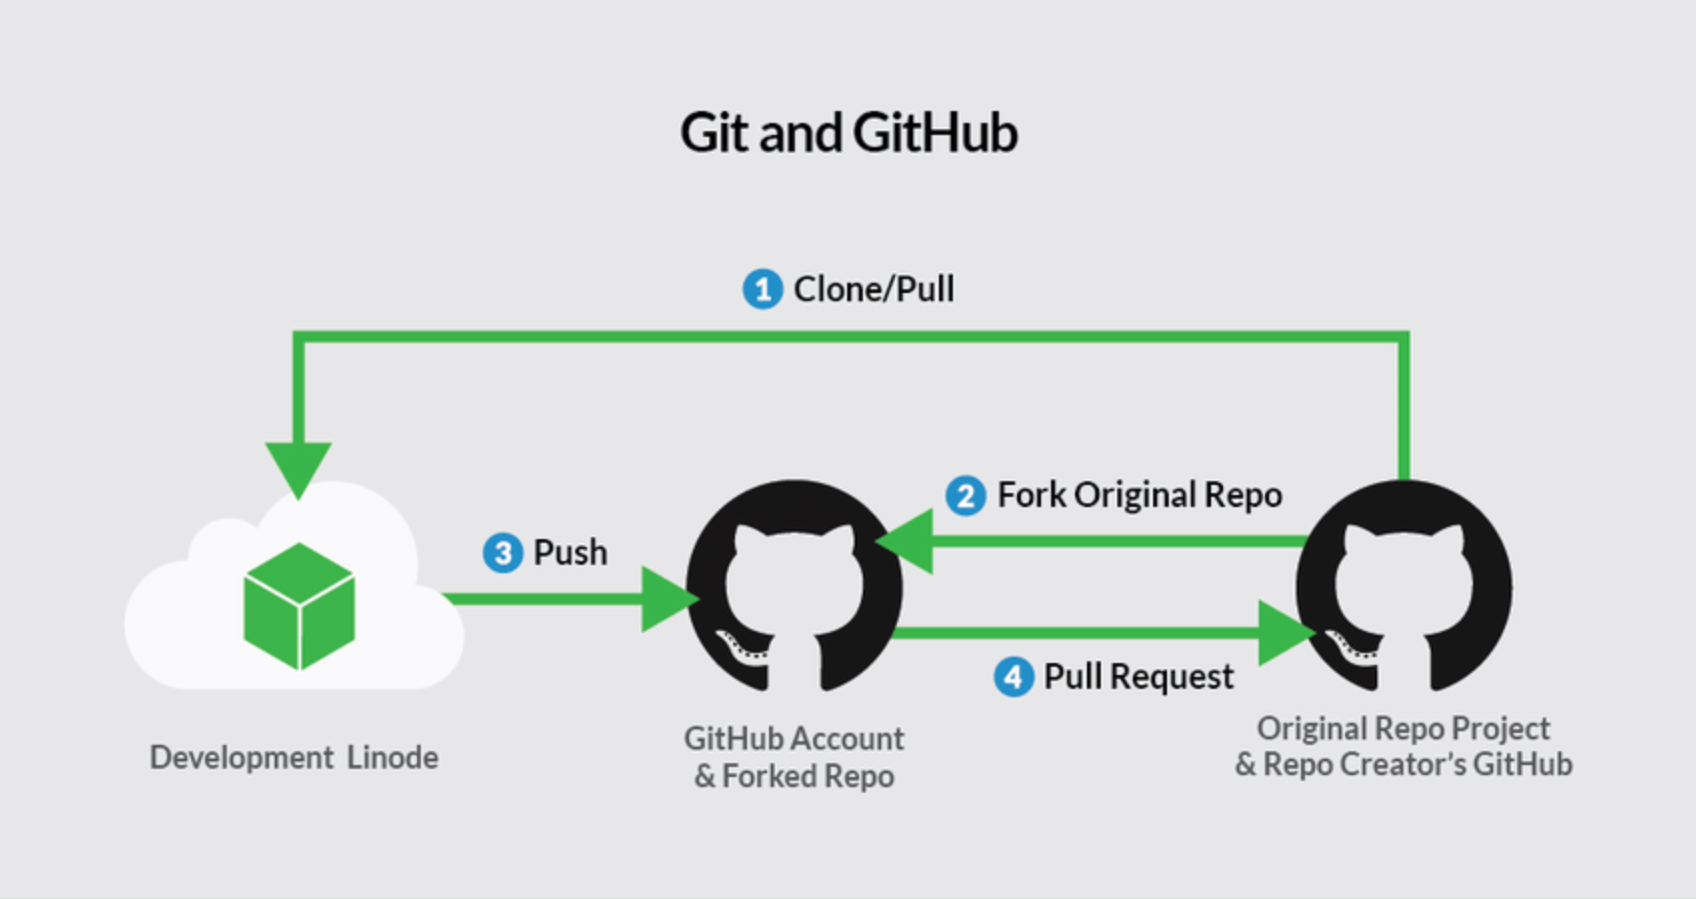 Git and GitHub
1 Clone/Pull
2 Fork Original Repo
3 Push
4 Pull Request
Development Linode
GitHub Account
& Forked Repo
Original Repo Project
& Repo Creator's GitHub